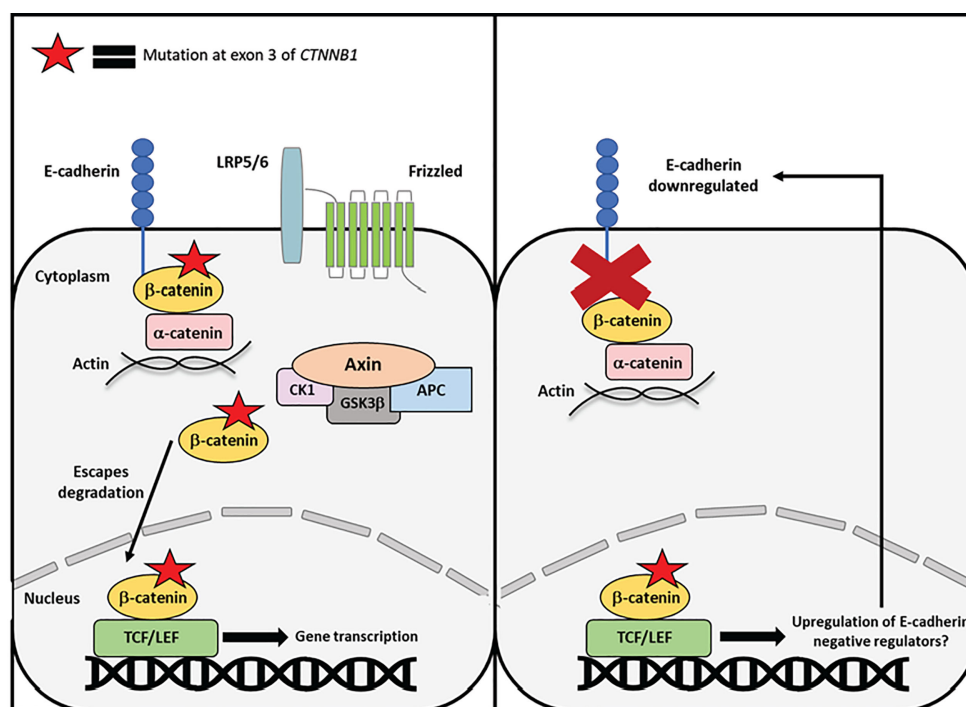 Mutation at exon 3 of CTNNB1
E-cadherin
LRP5/6
Frizzled
Cytoplasm
β-catenin
α-catenin
Actin
Axin
CK1
GSK3β
APC
β-catenin
Escapes
degradation
Nucleus
β-catenin
TCF/LEF
Gene transcription
E-cadherin
downregulated
β-catenin
α-catenin
Actin
β-catenin
TCF/LEF
Upregulation of E-cadherin
negative regulators?